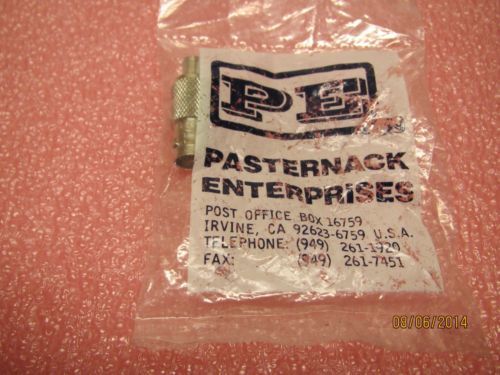 PE
PASTERNACK
ENTERPRISES
POST OFFICE BOX 16759
IRVINE, CA 92623-6759 U.S.A.
TELEPHONE: (949) 261-1920
FAX: (949) 261-7451
09/06/2014